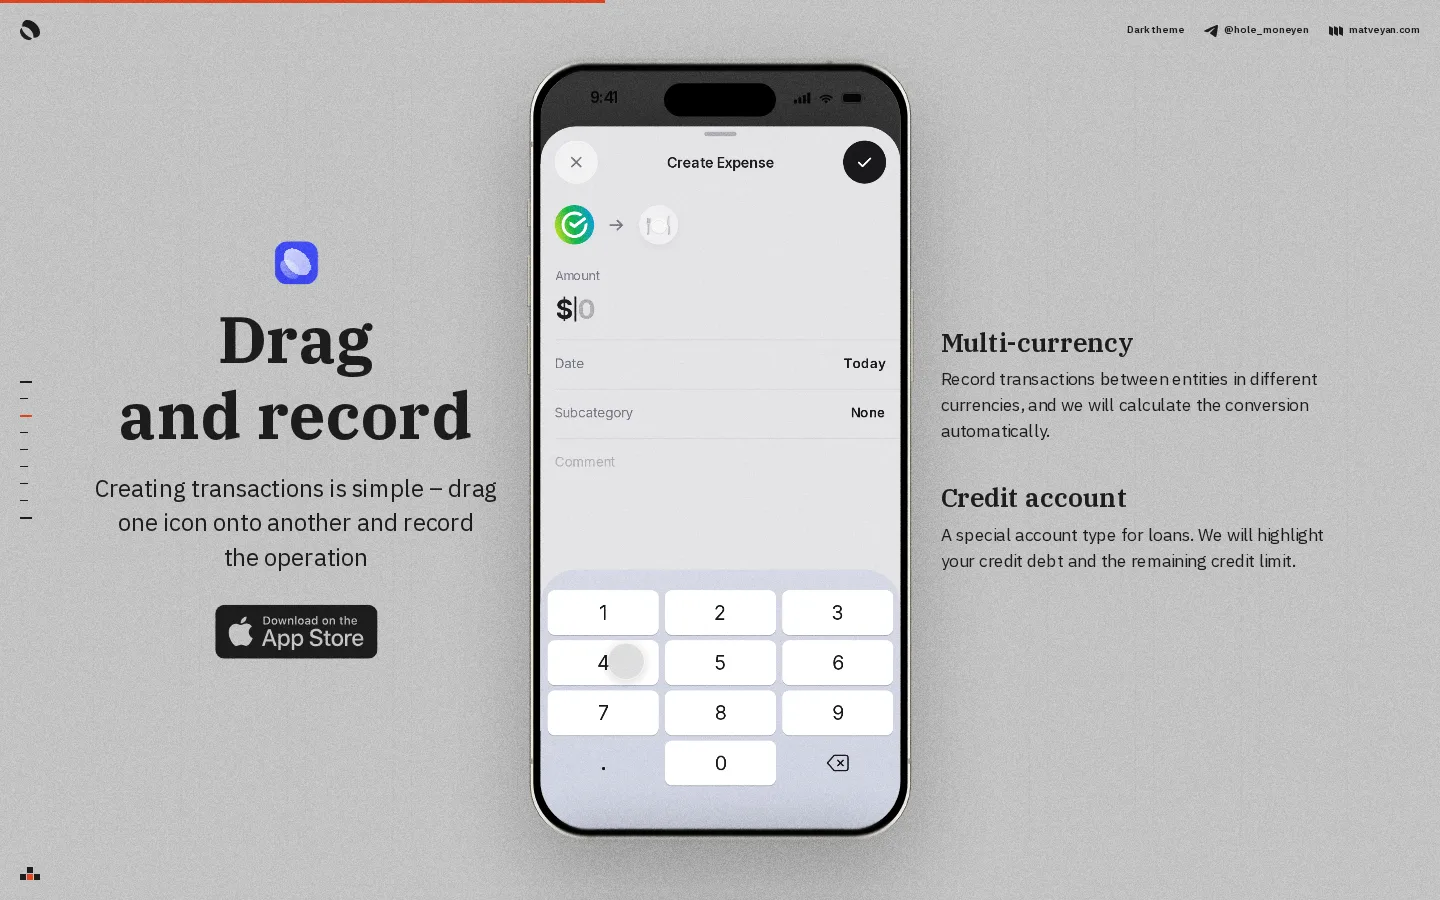 Dark theme
@hole_moneyen
matveyan.com
Drag
and record
Creating transactions is simple – drag
one icon onto another and record
the operation
Download on the
App Store
9:41
Create Expense
Amount
$0
Date
Today
Subcategory
None
Comment
1
2
3
4
5
6
7
8
9
.
0
Multi-currency
Record transactions between entities in different
currencies, and we will calculate the conversion
automatically.
Credit account
A special account type for loans. We will highlight
your credit debt and the remaining credit limit.